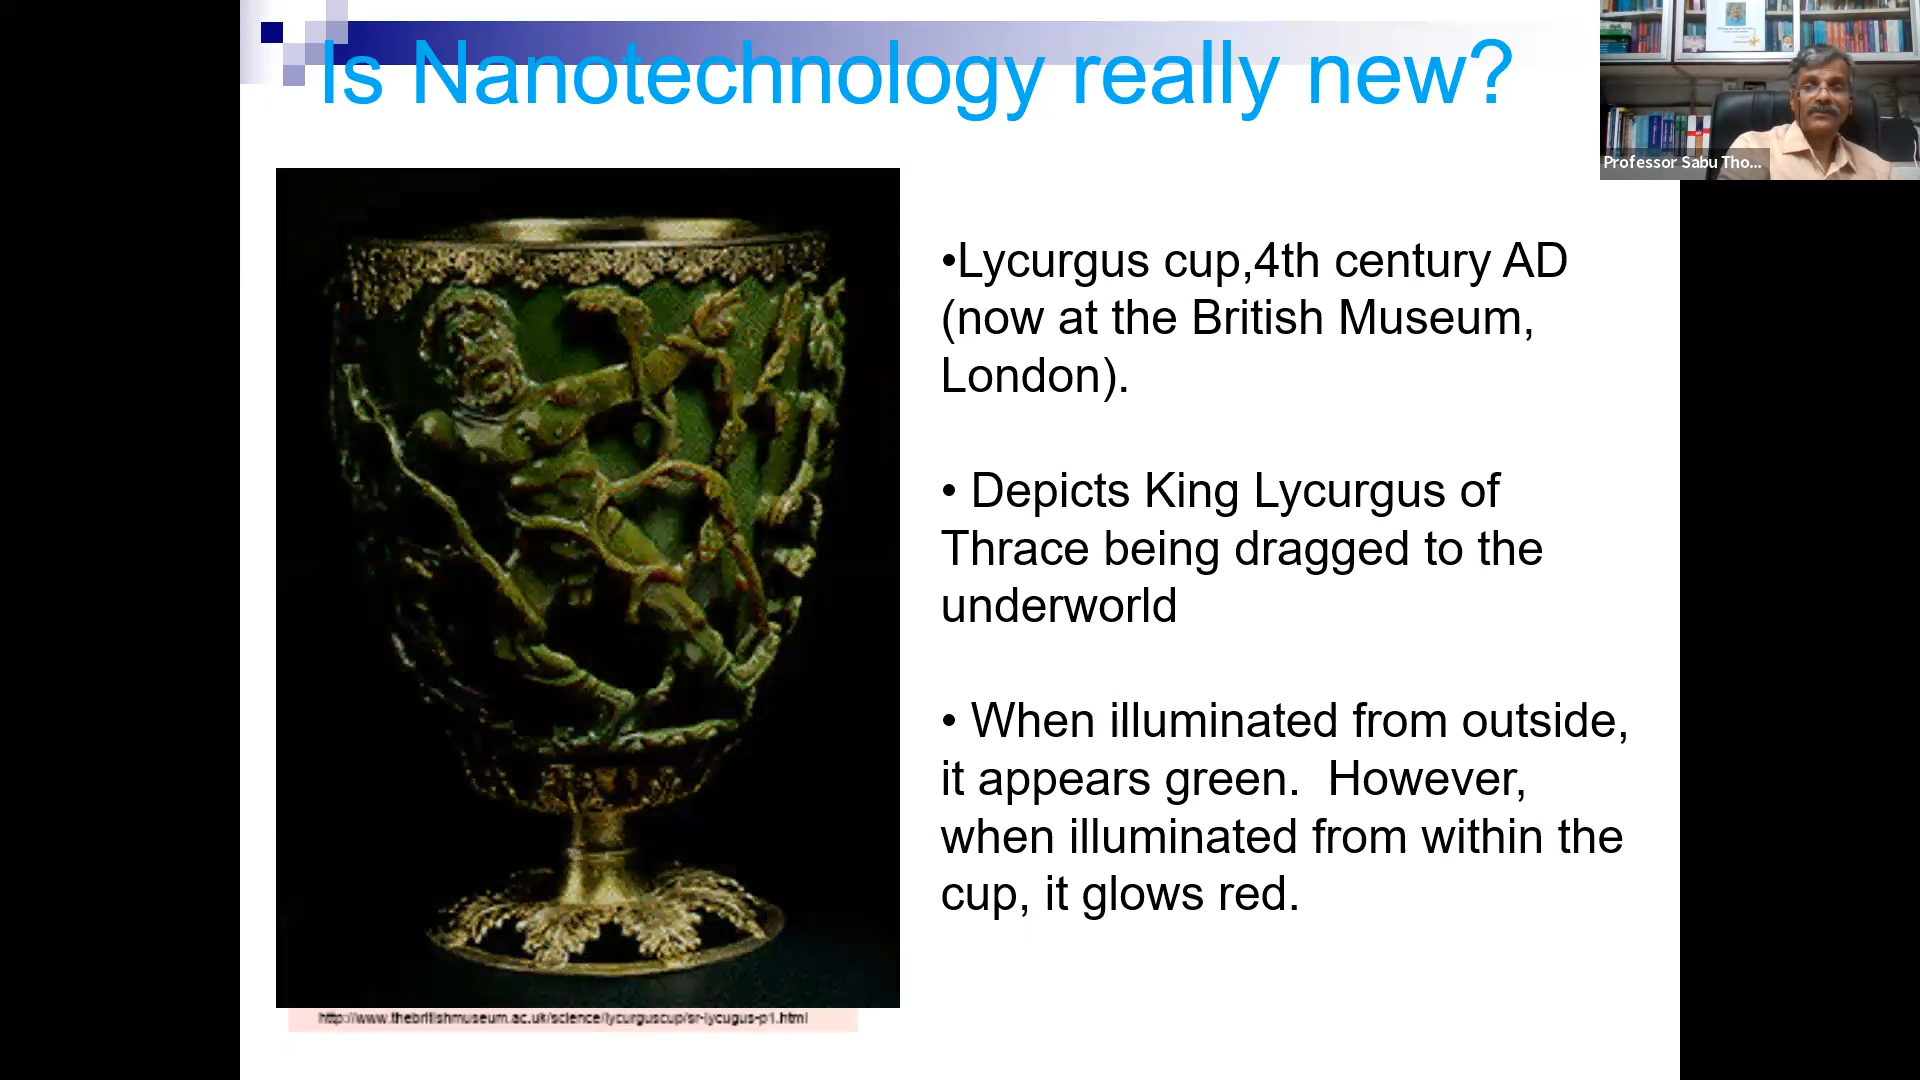 Is Nanotechnology really new?
Professor Sabu Tho...
•Lycurgus cup,4th century AD
(now at the British Museum,
London).
• Depicts King Lycurgus of
Thrace being dragged to the
underworld
• When illuminated from outside,
it appears green. However,
when illuminated from within the
cup, it glows red.
http://www.thebritishmuseum.ac.uk/science/lycurguscup/sr-lycugus-p1.html